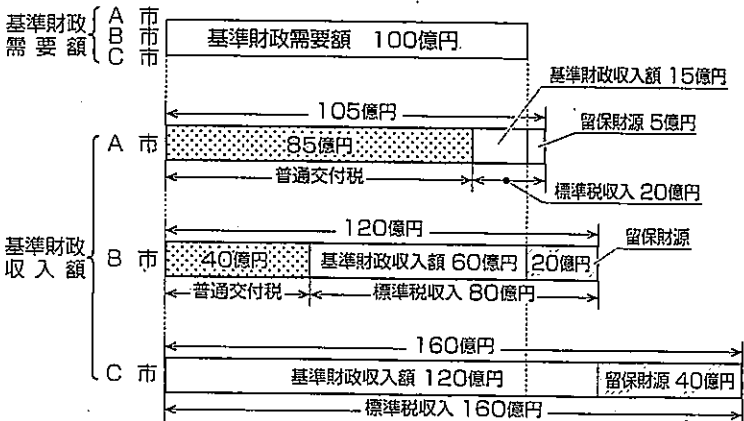 基準財政
需要額
A 市
B 市
C 市
基準財政需要額 100億円
基準財政収入額 15億円
105億円
留保財源 5億円
A 市
85億円
普通交付税
標準税収入 20億円
120億円
留保財源
基準財政
収入額
B 市
40億円
基準財政収入額 60億円
20億円
普通交付税
標準税収入 80億円
160億円
C 市
基準財政収入額 120億円
留保財源 40億円
標準税収入 160億円